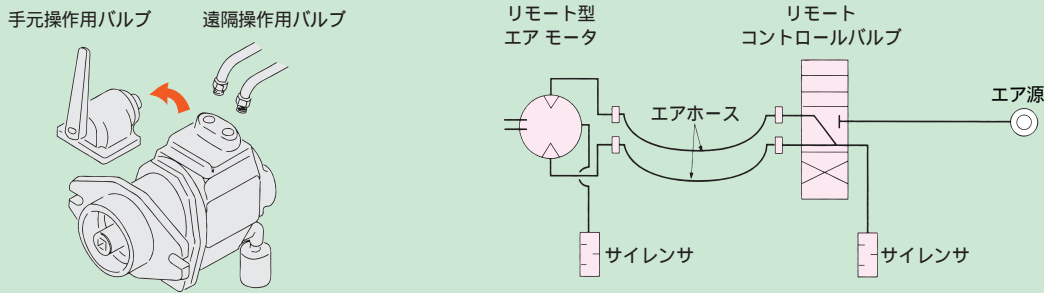 手元操作用バルブ
遠隔操作用バルブ
リモート型
エア モータ
リモート
コントロールバルブ
エアホース
エア源
サイレンサ
サイレンサ